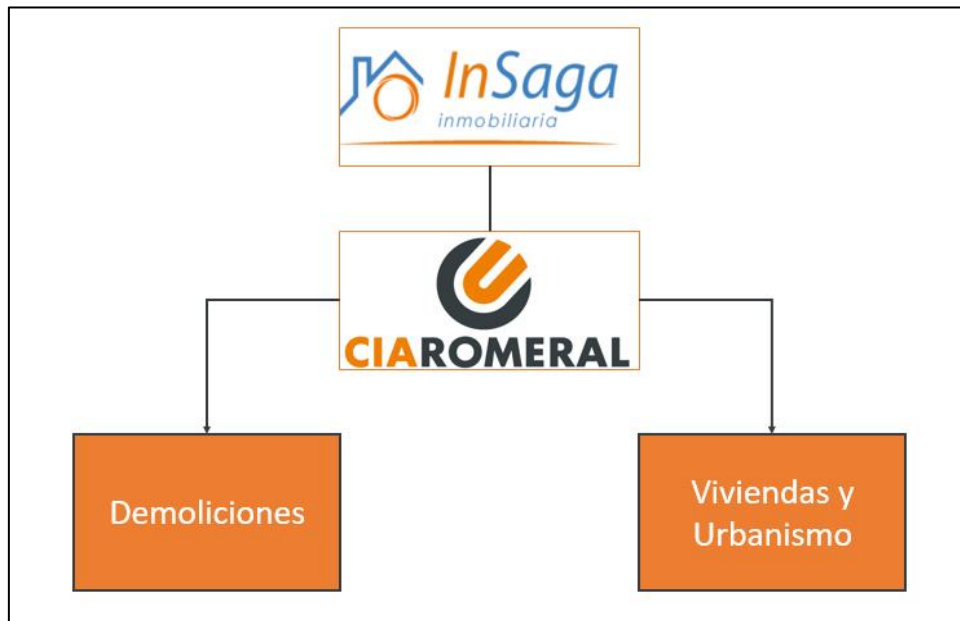 InSaga
inmobiliaria
CIAROMERAL
Demoliciones
Viviendas y
Urbanismo